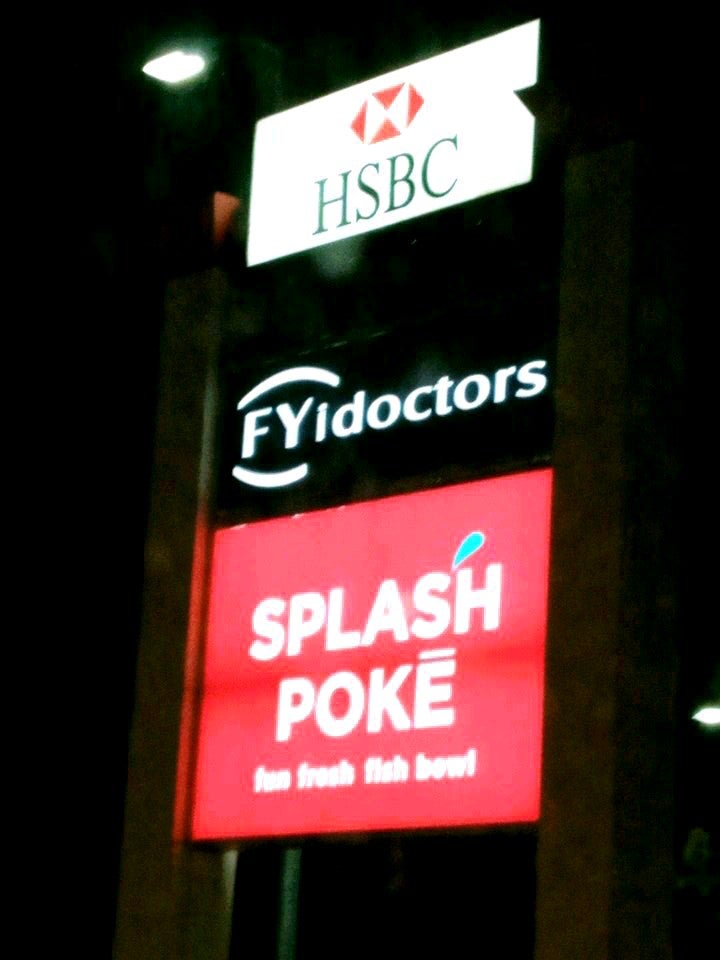 HSBC
FYidoctors
SPLASH
POKĒ
fun fresh fish bowl